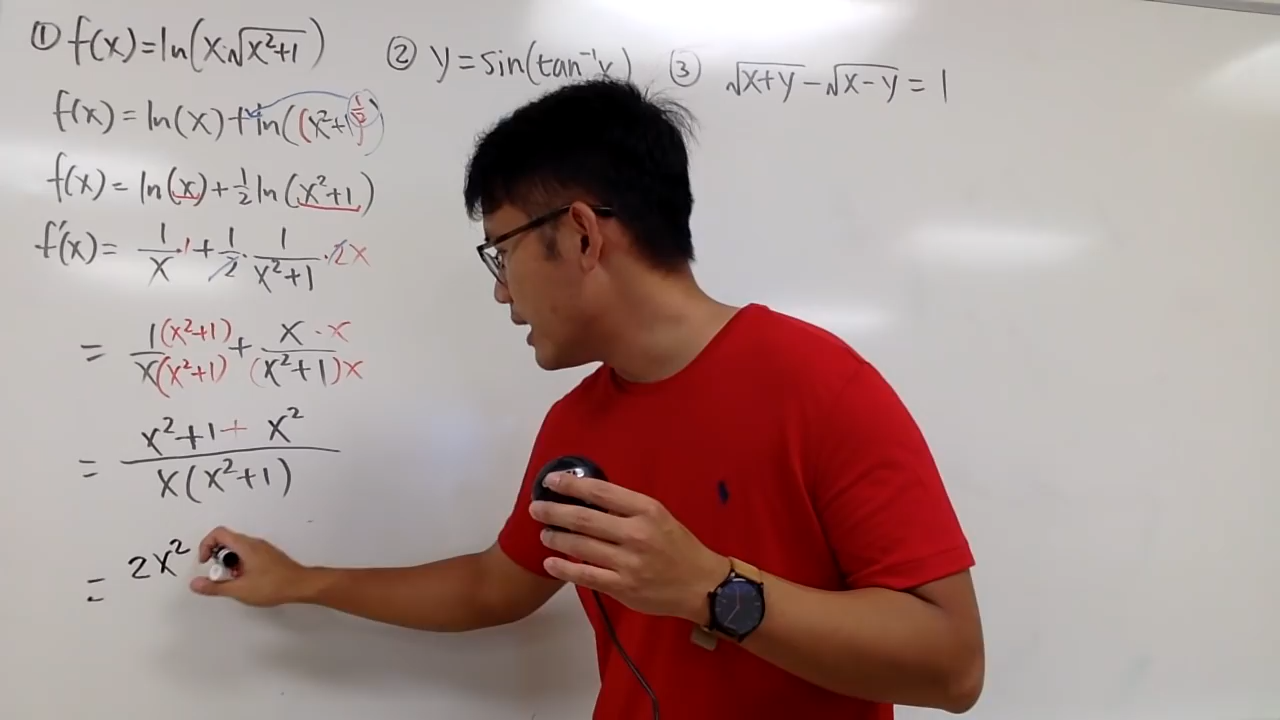 ① f(x)=ln(x·√(x²+1))
② y=sin(tan⁻¹x)
③ √(x+y)-√(x-y)=1
f(x)=ln(x)+ln((x²+1)^(1/2))
f(x)=ln(x)+1/2 ln(x²+1)
f'(x)= 1/x·1+1/2·1/(x²+1)·2x
= 1(x²+1)/x(x²+1) + x·x/(x²+1)x
= (x²+1+x²)/(x(x²+1))
= 2x²